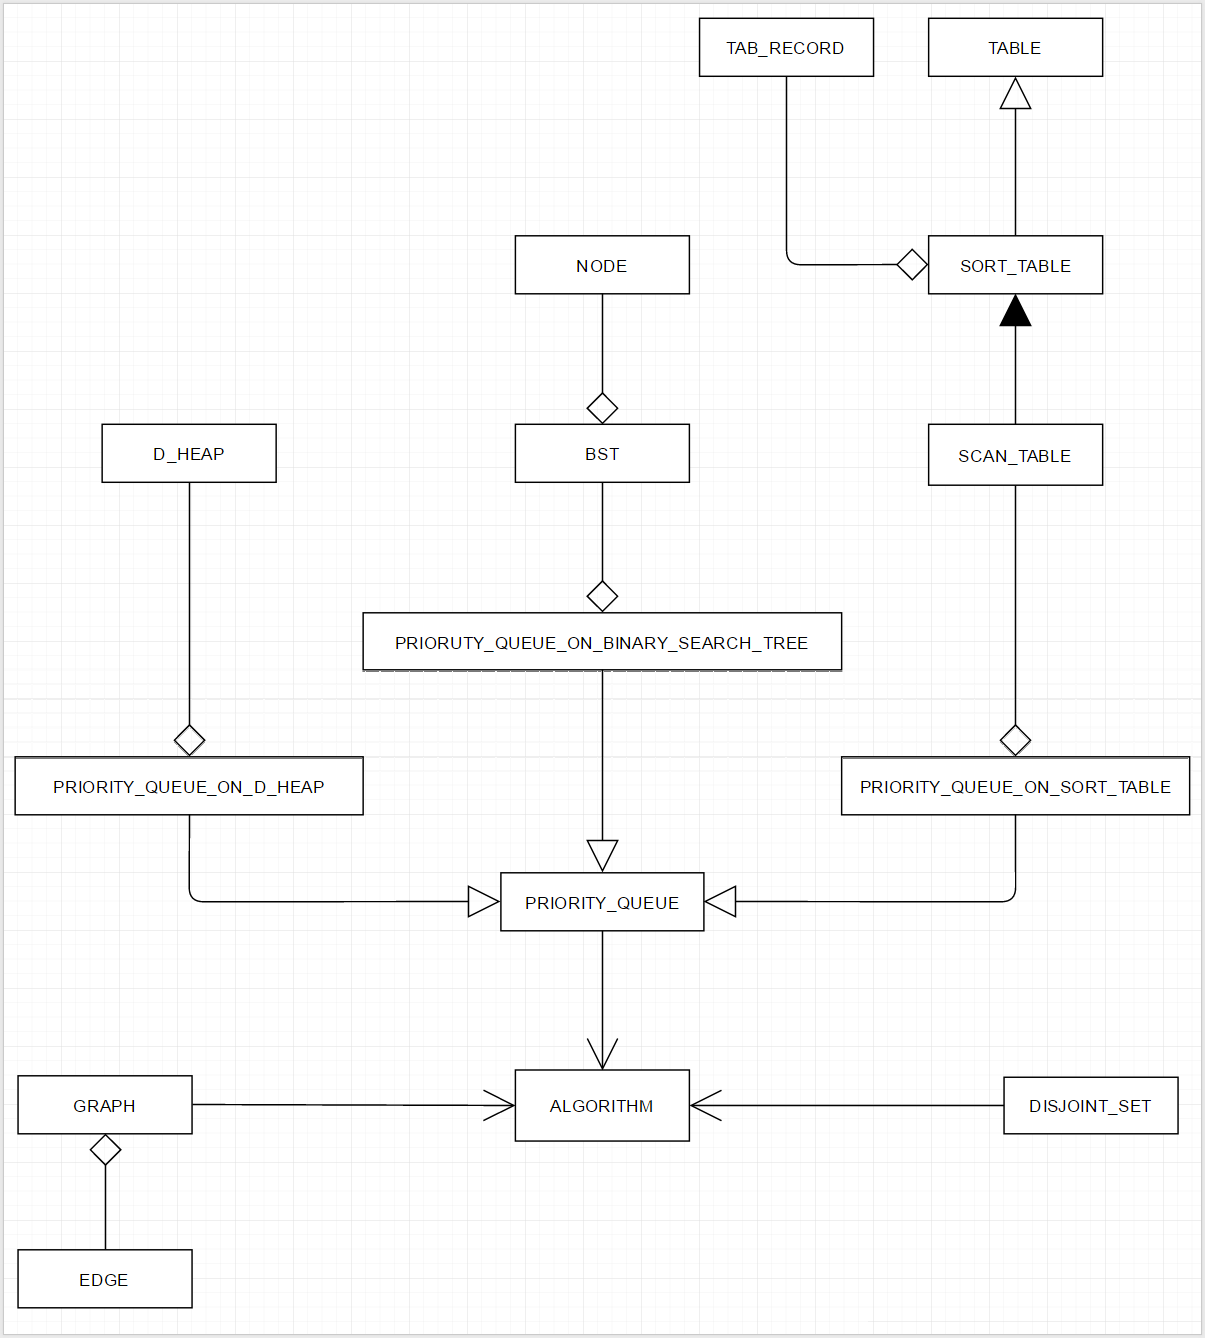 TAB_RECORD
TABLE
NODE
SORT_TABLE
D_HEAP
BST
SCAN_TABLE
PRIORUTY_QUEUE_ON_BINARY_SEARCH_TREE
PRIORITY_QUEUE_ON_D_HEAP
PRIORITY_QUEUE_ON_SORT_TABLE
PRIORITY_QUEUE
GRAPH
ALGORITHM
DISJOINT_SET
EDGE